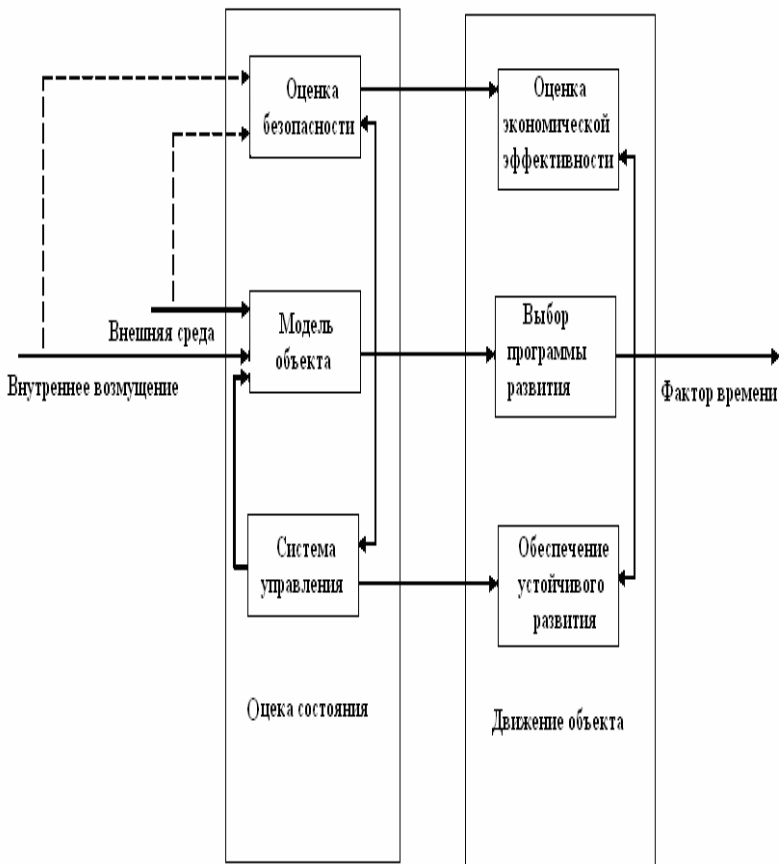 Оценка
безопасности
Оценка
экономической
эффективности
Внешняя среда
Модель
объекта
Выбор
программы
развития
Внутреннее возмущение
Фактор времени
Система
управления
Обеспечение
устойчивого
развития
Оцека состояния
Движение объекта